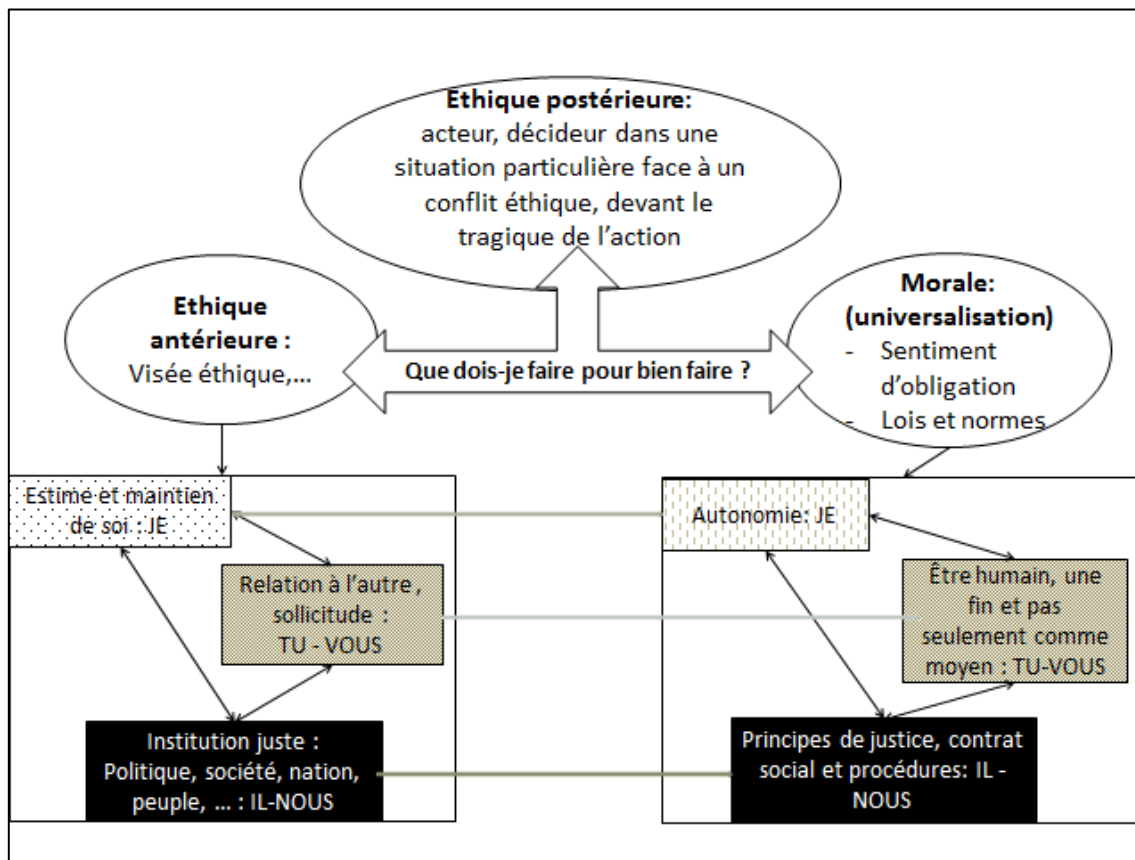 Ethique postérieure:
acteur, décideur dans une
situation particulière face à un
conflit éthique, devant le
tragique de l'action
Ethique
antérieure :
Visée éthique,...
Que dois-je faire pour bien faire ?
Morale:
(universalisation)
- Sentiment
d'obligation
- Lois et normes
Estime et maintien
de soi : JE
Relation à l'autre ,
sollicitude :
TU - VOUS
Institution juste :
Politique, société, nation,
peuple, ... : IL-NOUS
Autonomie: JE
Être humain, une
fin et pas
seulement comme
moyen : TU-VOUS
Principes de justice, contrat
social et procédures: IL -
NOUS